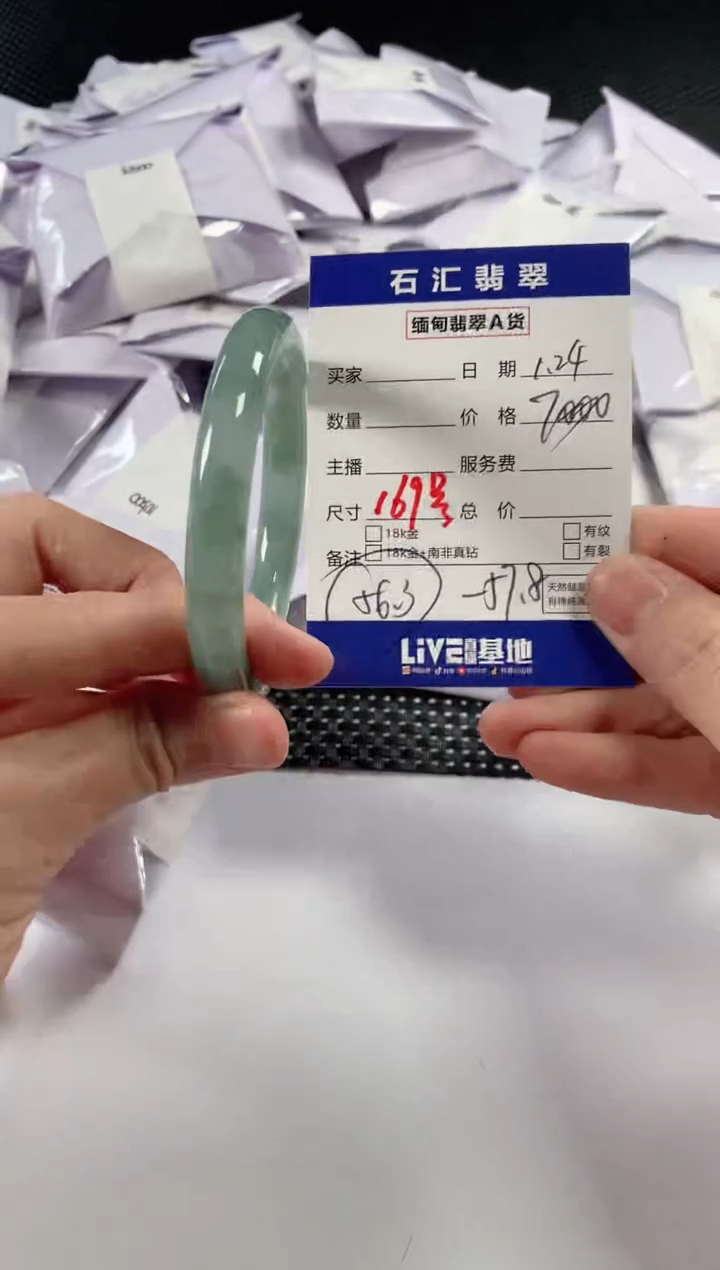 石汇翡翠
缅甸翡翠A货
买家 日期 1.24
数量 价格
主播 服务费
尺寸 169号 总价
18k金 有纹
备注 18k金+南非真钻 有裂
56.3 57.8
LiVE 基地